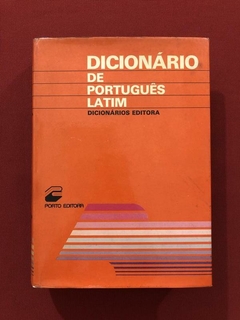 DICIONÁRIO
DE
PORTUGUÊS
LATIM
DICIONÁRIOS EDITORA
PORTO EDITORA